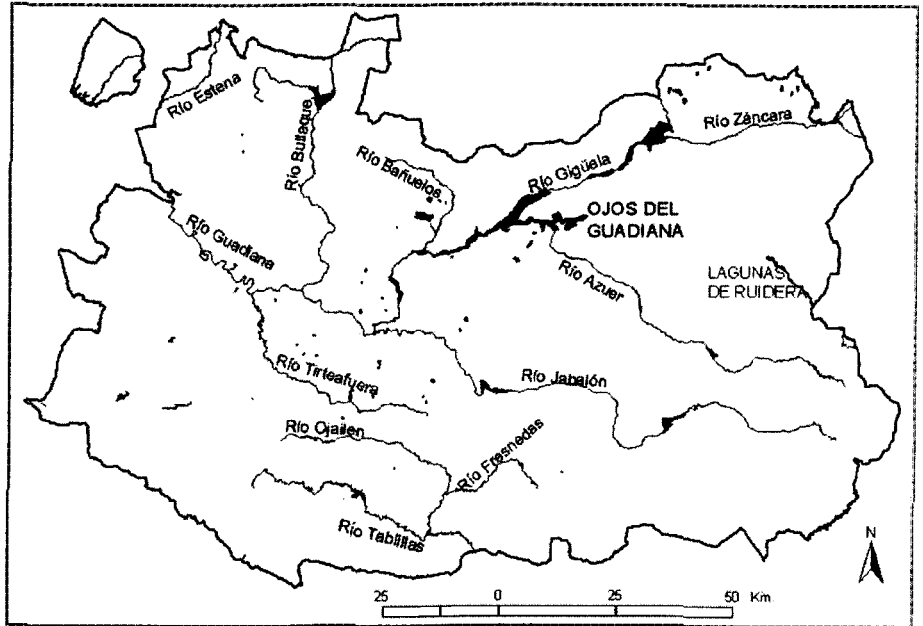 Río Estena
Río Bullaque
Río Bañuelos
Río Gigüela
Río Záncara
Río Guadiana
OJOS DEL
GUADIANA
Río Azuer
LAGUNAS
DE RUIDERA
Río Tirteafuera
Río Jabalón
Río Ojailen
Río Fresnedas
Río Tablillas
N
25
0
25
50
Km